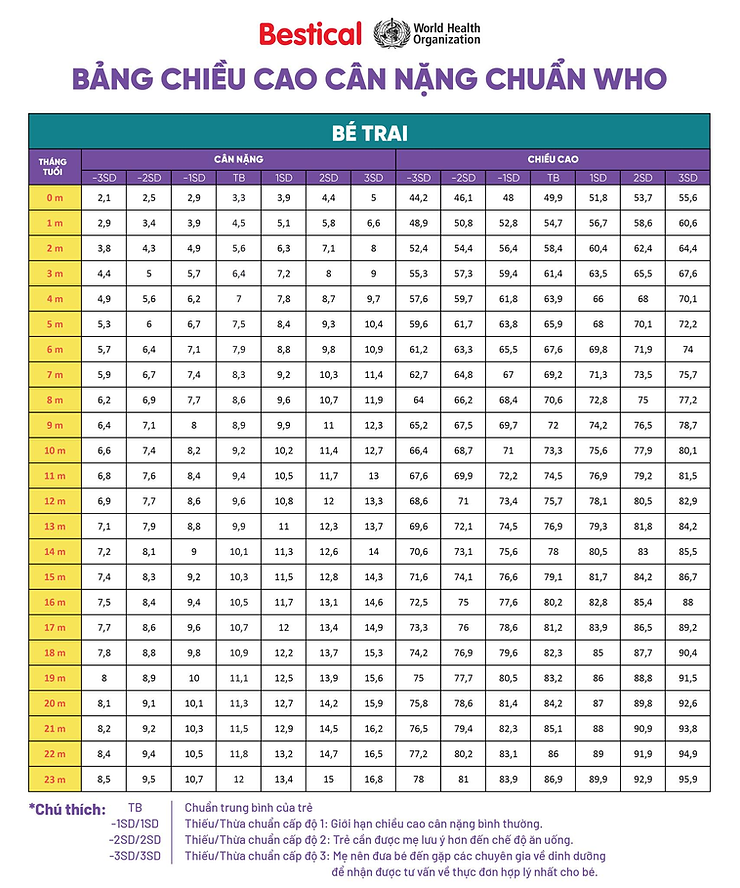 Bestical World Health Organization
BẢNG CHIỀU CAO CÂN NẶNG CHUẨN WHO
BÉ TRAI
THÁNG TUỔI CÂN NẶNG CHIỀU CAO
-3SD -2SD -1SD TB 1SD 2SD 3SD -3SD -2SD -1SD TB 1SD 2SD 3SD
0 m 2,1 2,5 2,9 3,3 3,9 4,4 5 44,2 46,1 48 49,9 51,8 53,7 55,6
1 m 2,9 3,4 3,9 4,5 5,1 5,8 6,6 48,9 50,8 52,8 54,7 56,7 58,6 60,6
2 m 3,8 4,3 4,9 5,6 6,3 7,1 8 52,4 54,4 56,4 58,4 60,4 62,4 64,4
3 m 4,4 5 5,7 6,4 7,2 8 9 55,3 57,3 59,4 61,4 63,5 65,5 67,6
4 m 4,9 5,6 6,2 7 7,8 8,7 9,7 57,6 59,7 61,8 63,9 66 68 70,1
5 m 5,3 6 6,7 7,5 8,4 9,3 10,4 59,6 61,7 63,8 65,9 68 70,1 72,2
6 m 5,7 6,4 7,1 7,9 8,8 9,8 10,9 61,2 63,3 65,5 67,6 69,8 71,9 74
7 m 5,9 6,7 7,4 8,3 9,2 10,3 11,4 62,7 64,8 67 69,2 71,3 73,5 75,7
8 m 6,2 6,9 7,7 8,6 9,6 10,7 11,9 64 66,2 68,4 70,6 72,8 75 77,2
9 m 6,4 7,1 8 8,9 9,9 11 12,3 65,2 67,5 69,7 72 74,2 76,5 78,7
10 m 6,6 7,4 8,2 9,2 10,2 11,4 12,7 66,4 68,7 71 73,3 75,6 77,9 80,1
11 m 6,8 7,6 8,4 9,4 10,5 11,7 13 67,6 69,9 72,2 74,5 76,9 79,2 81,5
12 m 6,9 7,7 8,6 9,6 10,8 12 13,3 68,6 71 73,4 75,7 78,1 80,5 82,9
13 m 7,1 7,9 8,8 9,9 11 12,3 13,7 69,6 72,1 74,5 76,9 79,3 81,8 84,2
14 m 7,2 8,1 9 10,1 11,3 12,6 14 70,6 73,1 75,6 78 80,5 83 85,5
15 m 7,4 8,3 9,2 10,3 11,5 12,8 14,3 71,6 74,1 76,6 79,1 81,7 84,2 86,7
16 m 7,5 8,4 9,4 10,5 11,7 13,1 14,6 72,5 75 77,6 80,2 82,8 85,4 88
17 m 7,7 8,6 9,6 10,7 12 13,4 14,9 73,3 76 78,6 81,2 83,9 86,5 89,2
18 m 7,8 8,8 9,8 10,9 12,2 13,7 15,3 74,2 76,9 79,6 82,3 85 87,7 90,4
19 m 8 8,9 10 11,1 12,5 13,9 15,6 75 77,7 80,5 83,2 86 88,8 91,5
20 m 8,1 9,1 10,1 11,3 12,7 14,2 15,9 75,8 78,6 81,4 84,2 87 89,8 92,6
21 m 8,2 9,2 10,3 11,5 12,9 14,5 16,2 76,5 79,4 82,3 85,1 88 90,9 93,8
22 m 8,4 9,4 10,5 11,8 13,2 14,7 16,5 77,2 80,2 83,1 86 89 91,9 94,9
23 m 8,5 9,5 10,7 12 13,4 15 16,8 78 81 83,9 86,9 89,9 92,9 95,9
*Chú thích: TB Chuẩn trung bình của trẻ
-1SD/1SD Thiếu/Thừa chuẩn cấp độ 1: Giới hạn chiều cao cân nặng bình thường.
-2SD/2SD Thiếu/Thừa chuẩn cấp độ 2: Trẻ cần được mẹ lưu ý hơn đến chế độ ăn uống.
-3SD/3SD Thiếu/Thừa chuẩn cấp độ 3: Mẹ nên đưa bé đến gặp các chuyên gia về dinh dưỡng
để nhận được tư vấn về thực đơn hợp lý nhất cho bé.